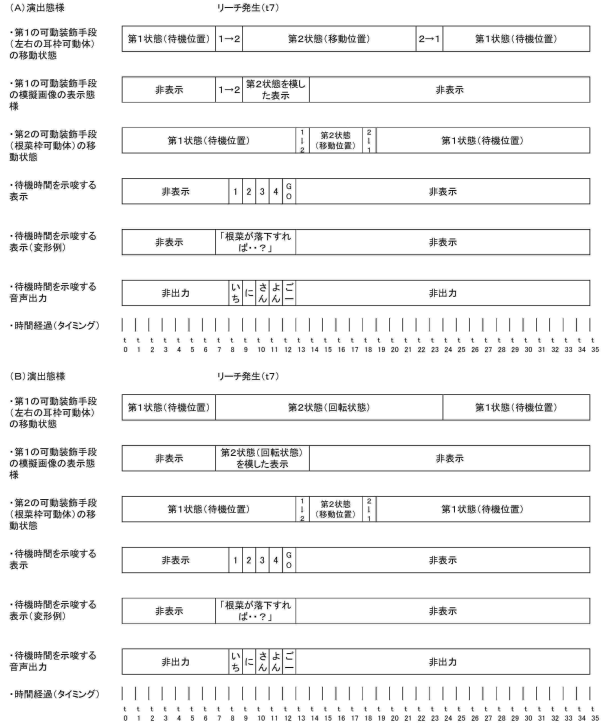 (A)演出態様 リーチ発生(t7)
・第1の可動装飾手段
(左右の耳枠可動体)
の移動状態
第1状態(待機位置) 1→2 第2状態(移動位置) 2→1 第1状態(待機位置)
・第1の可動装飾手段
の模擬画像の表示態
様
非表示 1→2 第2状態を模し
た表示 非表示
・第2の可動装飾手段
(根菜枠可動体)の移
動状態
第1状態(待機位置) 1↓2 第2状態
(移動位置) 2↓1 第1状態(待機位置)
・待機時間を示唆する
表示
非表示 1 2 3 4 GO 非表示
・待機時間を示唆する
表示(変形例)
非表示 「根菜が落下すれ
ば・・?」 非表示
・待機時間を示唆する
音声出力
非出力 いち に さん よん ごー 非出力
・時間経過(タイミング)
t0 t1 t2 t3 t4 t5 t6 t7 t8 t9 t10 t11 t12 t13 t14 t15 t16 t17 t18 t19 t20 t21 t22 t23 t24 t25 t26 t27 t28 t29 t30 t31 t32 t33 t34 t35
(B)演出態様 リーチ発生(t7)
・第1の可動装飾手段
(左右の耳枠可動体)
の移動状態
第1状態(待機位置) 第2状態(回転状態) 第1状態(待機位置)
・第1の可動装飾手段
の模擬画像の表示態
様
非表示 第2状態(回転状態)
を模した表示 非表示
・第2の可動装飾手段
(根菜枠可動体)の移
動状態
第1状態(待機位置) 1↓2 第2状態
(移動位置) 2↓1 第1状態(待機位置)
・待機時間を示唆する
表示
非表示 1 2 3 4 GO 非表示
・待機時間を示唆する
表示(変形例)
非表示 「根菜が落下すれ
ば・・?」 非表示
・待機時間を示唆する
音声出力
非出力 いち に さん よん ごー 非出力
・時間経過(タイミング)
t0 t1 t2 t3 t4 t5 t6 t7 t8 t9 t10 t11 t12 t13 t14 t15 t16 t17 t18 t19 t20 t21 t22 t23 t24 t25 t26 t27 t28 t29 t30 t31 t32 t33 t34 t35